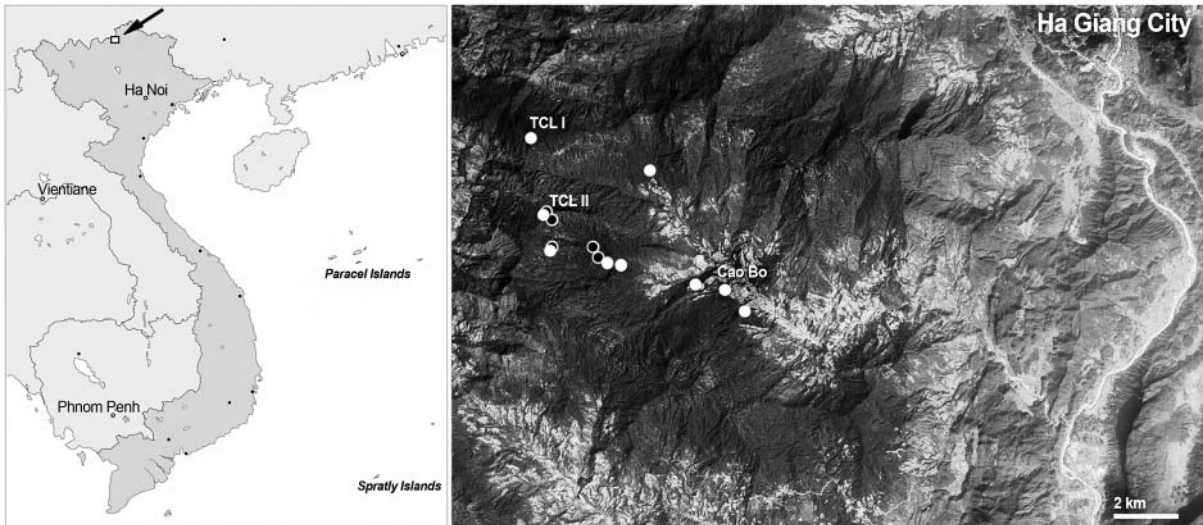 Ha Noi
Vientiane
Paracel Islands
Phnom Penh
Spratly Islands
Ha Giang City
TCL I
TCL II
Cao Bo
2 km